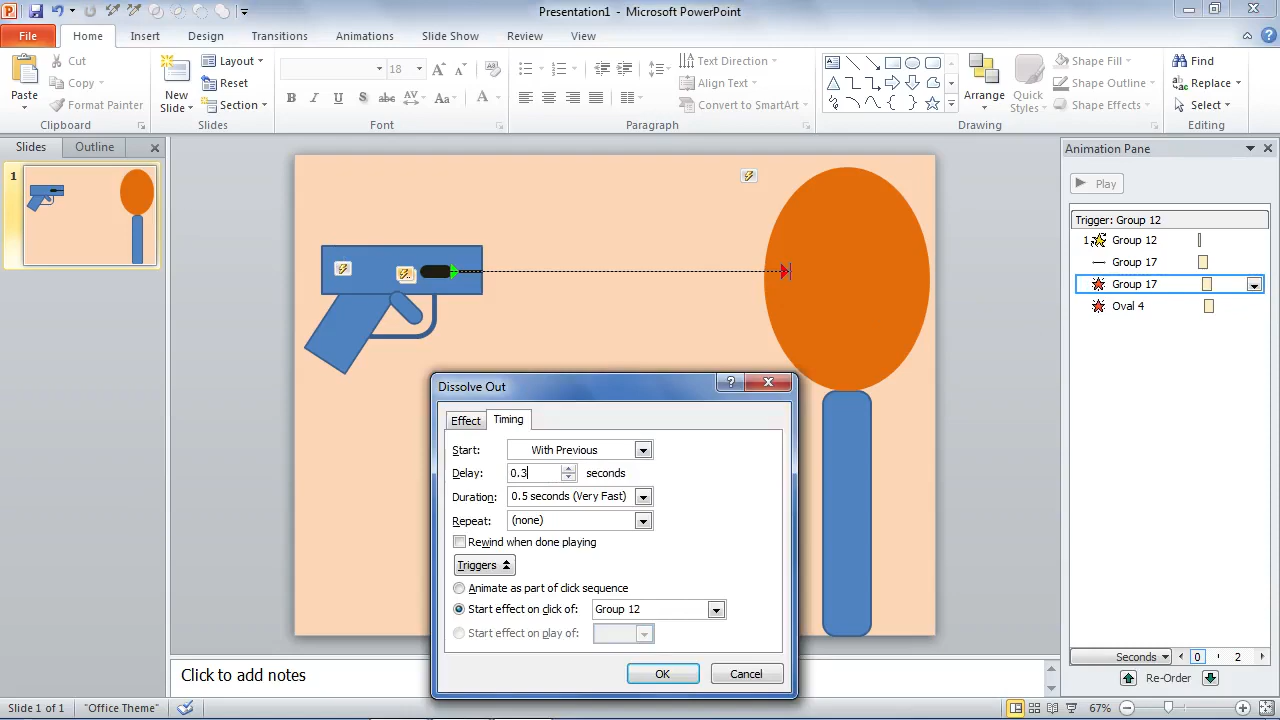 Presentation1 - Microsoft PowerPoint
File Home Insert Design Transitions Animations Slide Show Review View
Paste
Cut
Copy
Format Painter
Clipboard
New Slide
Layout
Reset
Section
Slides
18
B I U S abc AV Aa A
Font
Text Direction
Align Text
Convert to SmartArt
Paragraph
Arrange
Quick Styles
Shape Fill
Shape Outline
Shape Effects
Drawing
Find
Replace
Select
Editing
Slides Outline
1
Animation Pane
Play
Trigger: Group 12
1 Group 12
Group 17
Group 17
Oval 4
Dissolve Out
Effect Timing
Start: With Previous
Delay: 0.3 seconds
Duration: 0.5 seconds (Very Fast)
Repeat: (none)
Rewind when done playing
Triggers
Animate as part of click sequence
Start effect on click of: Group 12
Start effect on play of:
OK Cancel
Click to add notes
Seconds 0 2
Re-Order
Slide 1 of 1 "Office Theme" 67%